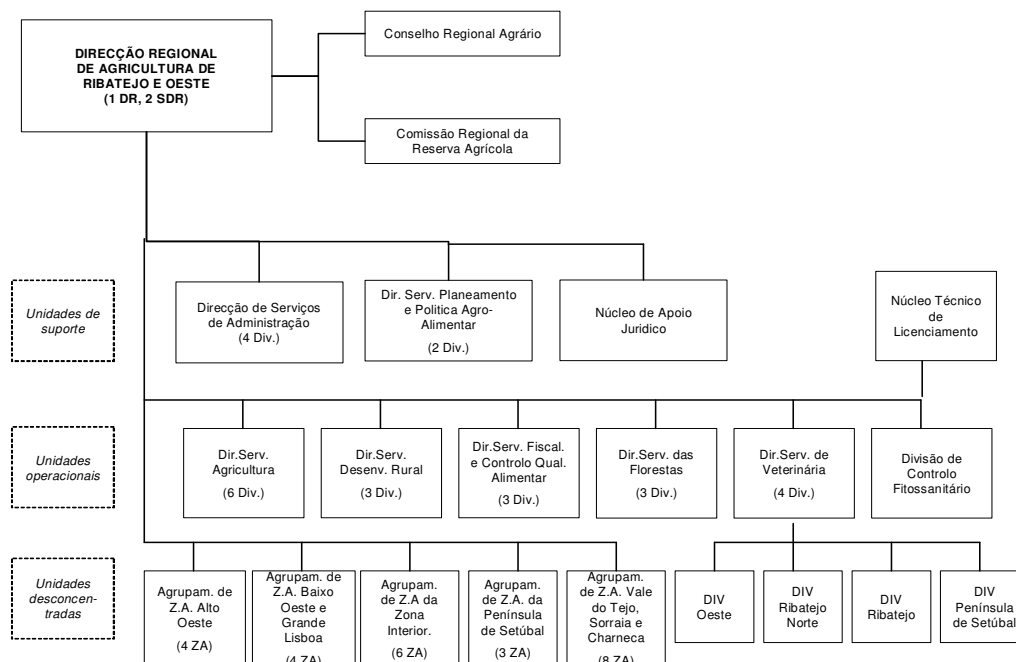 DIRECÇÃO REGIONAL
DE AGRICULTURA DE
RIBATEJO E OESTE
(1 DR, 2 SDR)
Conselho Regional Agrário
Comissão Regional da
Reserva Agrícola
Unidades de
suporte
Direcção de Serviços
de Administração
(4 Div.)
Dir. Serv. Planeamento
e Politica Agro-
Alimentar
(2 Div.)
Núcleo de Apoio
Juridico
Núcleo Técnico
de
Licenciamento
Unidades
operacionais
Dir.Serv.
Agricultura
(6 Div.)
Dir.Serv.
Desenv. Rural
(3 Div.)
Dir.Serv. Fiscal.
e Controlo Qual.
Alimentar
(3 Div.)
Dir.Serv. das
Florestas
(3 Div.)
Dir.Serv. de
Veterinária
(4 Div.)
Divisão de
Controlo
Fitossanitário
Unidades
desconcen-
tradas
Agrupam. de
Z.A. Alto
Oeste
(4 ZA)
Agrupam. de
Z.A. Baixo
Oeste e
Grande
Lisboa
(4 ZA)
Agrupam.
de Z.A da
Zona
Interior.
(6 ZA)
Agrupam.
de Z.A. da
Península
de Setúbal
(3 ZA)
Agrupam.
de Z.A. Vale
do Tejo,
Sorraia e
Charneca
(8 ZA)
DIV
Oeste
DIV
Ribatejo
Norte
DIV
Ribatejo
DIV
Península
de Setúbal